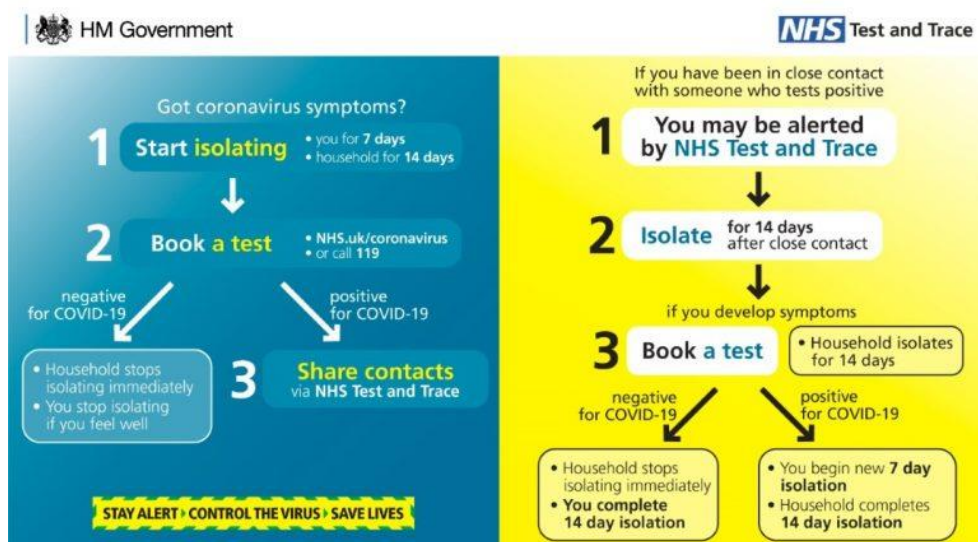 HM Government
NHS Test and Trace
Got coronavirus symptoms?
1
Start isolating
• you for 7 days
• household for 14 days
2
Book a test
• NHS.uk/coronavirus
• or call 119
negative
for COVID-19
positive
for COVID-19
• Household stops
isolating immediately
• You stop isolating
if you feel well
3
Share contacts
via NHS Test and Trace
STAY ALERT CONTROL THE VIRUS SAVE LIVES
If you have been in close contact
with someone who tests positive
1
You may be alerted
by NHS Test and Trace
2
Isolate
for 14 days
after close contact
if you develop symptoms
3
Book a test
• Household isolates
for 14 days
negative
for COVID-19
positive
for COVID-19
• Household stops
isolating immediately
• You complete
14 day isolation
• You begin new 7 day
isolation
• Household completes
14 day isolation